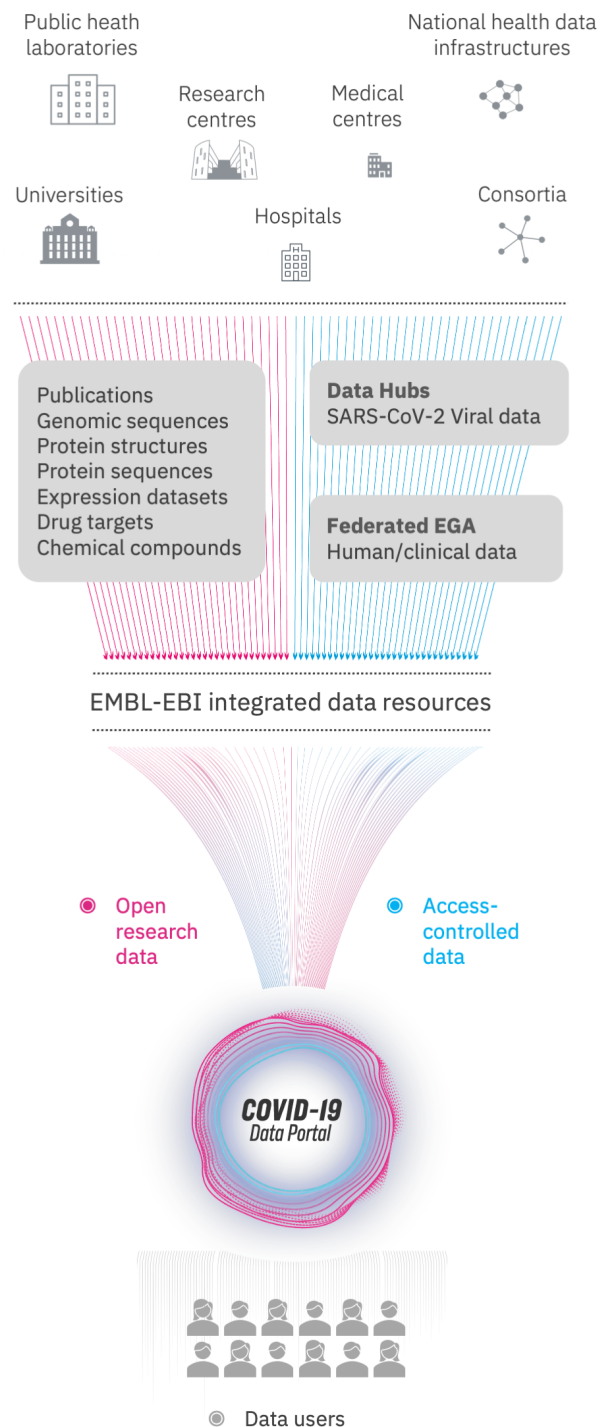 Public heath
laboratories
National health data
infrastructures
Research
centres
Medical
centres
Universities
Hospitals
Consortia
Publications
Genomic sequences
Protein structures
Protein sequences
Expression datasets
Drug targets
Chemical compounds
Data Hubs
SARS-CoV-2 Viral data
Federated EGA
Human/clinical data
EMBL-EBI integrated data resources
Open
research
data
Access-
controlled
data
COVID-19
Data Portal
Data users